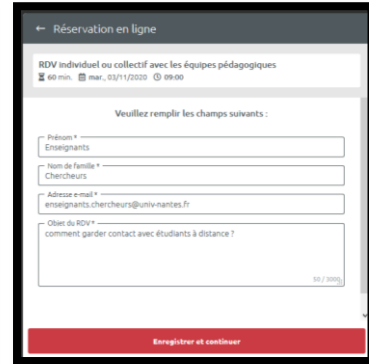 ← Réservation en ligne
RDV individuel ou collectif avec les équipes pédagogiques
60 min. mar., 03/11/2020 09:00
Veuillez remplir les champs suivants :
Prénom *
Enseignants
Nom de famille *
Chercheurs
Adresse e-mail *
enseignants.chercheurs@univ-nantes.fr
Objet du RDV *
comment garder contact avec étudiants à distance ?
50 / 3000
Enregistrer et continuer